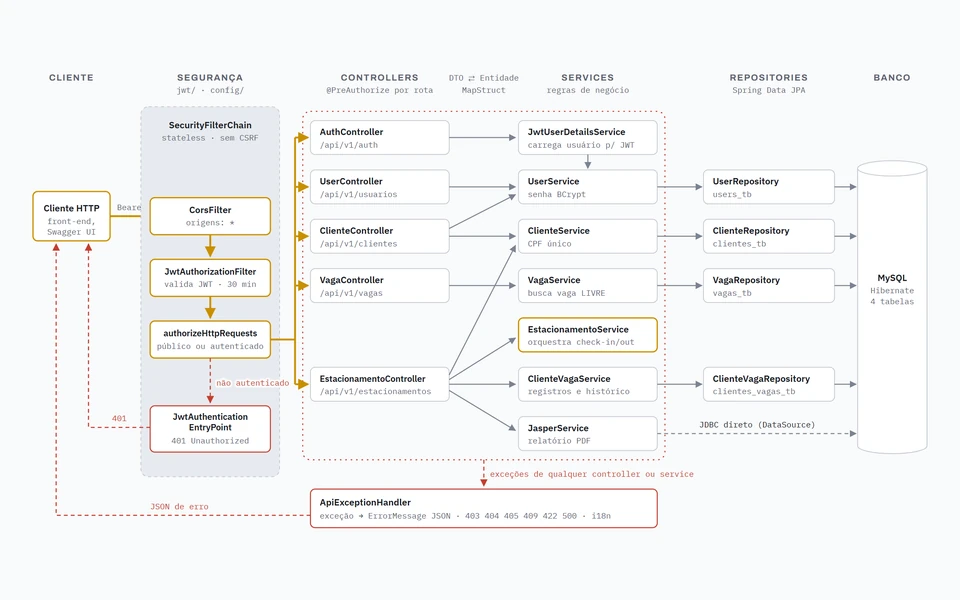 CLIENTE
SEGURANÇA
jwt/ · config/
CONTROLLERS
@PreAuthorize por rota
DTO ⇄ Entidade
MapStruct
SERVICES
regras de negócio
REPOSITORIES
Spring Data JPA
BANCO
SecurityFilterChain
stateless · sem CSRF
Cliente HTTP
front-end,
Swagger UI
Beare
CorsFilter
origens: *
JwtAuthorizationFilter
valida JWT · 30 min
authorizeHttpRequests
público ou autenticado
não autenticado
JwtAuthentication
EntryPoint
401 Unauthorized
401
JSON de erro
AuthController
/api/v1/auth
UserController
/api/v1/usuarios
ClienteController
/api/v1/clientes
VagaController
/api/v1/vagas
EstacionamentoController
/api/v1/estacionamentos
JwtUserDetailsService
carrega usuário p/ JWT
UserService
senha BCrypt
ClienteService
CPF único
VagaService
busca vaga LIVRE
EstacionamentoService
orquestra check-in/out
ClienteVagaService
registros e histórico
JasperService
relatório PDF
UserRepository
users_tb
ClienteRepository
clientes_tb
VagaRepository
vagas_tb
ClienteVagaRepository
clientes_vagas_tb
JDBC direto (DataSource)
MySQL
Hibernate
4 tabelas
exceções de qualquer controller ou service
ApiExceptionHandler
exceção → ErrorMessage JSON · 403 404 405 409 422 500 · i18n